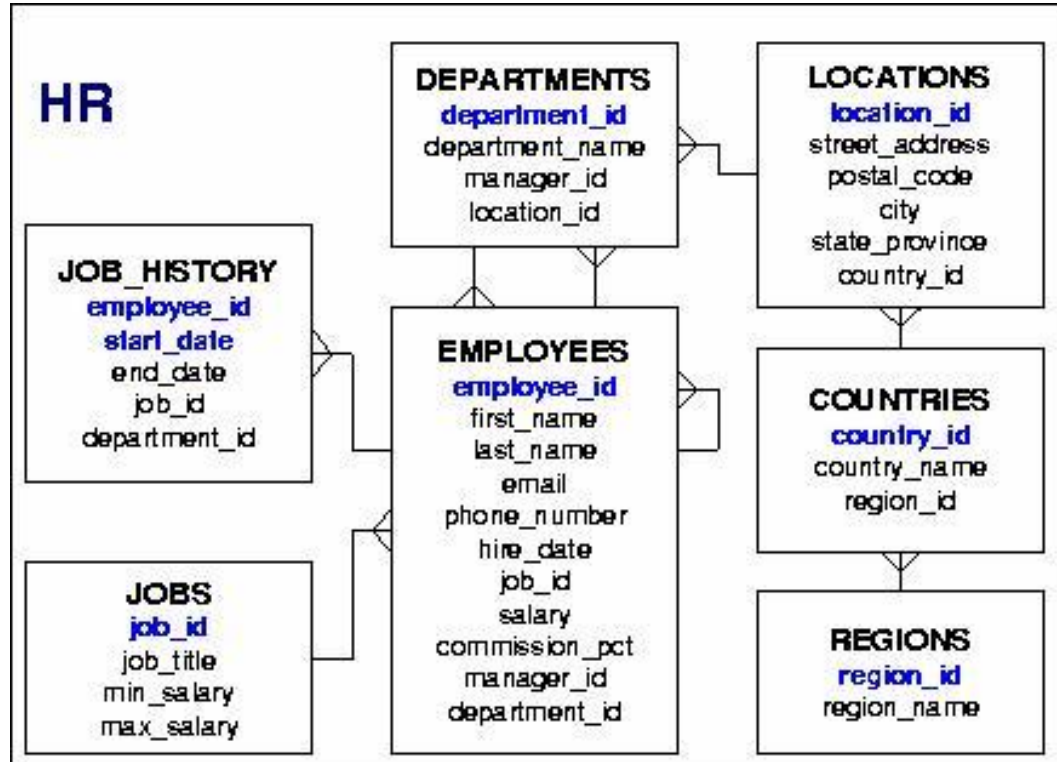 HR
DEPARTMENTS
department_id
department_name
manager_id
location_id
LOCATIONS
location_id
street_address
postal_code
city
state_province
country_id
JOB_HISTORY
employee_id
start_date
end_date
job_id
department_id
EMPLOYEES
employee_id
first_name
last_name
email
phone_number
hire_date
job_id
salary
commission_pct
manager_id
department_id
COUNTRIES
country_id
country_name
region_id
JOBS
job_id
job_title
min_salary
max_salary
REGIONS
region_id
region_name